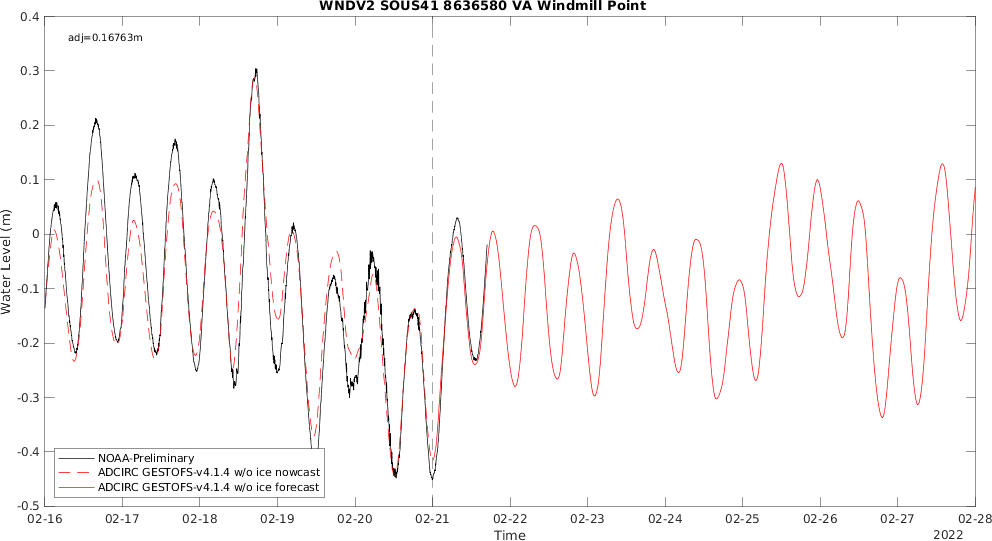 WNDV2 SOUS41 8636580 VA Windmill Point
adj=0.16763m
0.4
0.3
0.2
0.1
0
-0.1
-0.2
-0.3
-0.4
-0.5
Water Level (m)
NOAA-Preliminary
ADCIRC GESTOFS-v4.1.4 w/o ice nowcast
ADCIRC GESTOFS-v4.1.4 w/o ice forecast
02-16 02-17 02-18 02-19 02-20 02-21 02-22 02-23 02-24 02-25 02-26 02-27 02-28
Time
2022